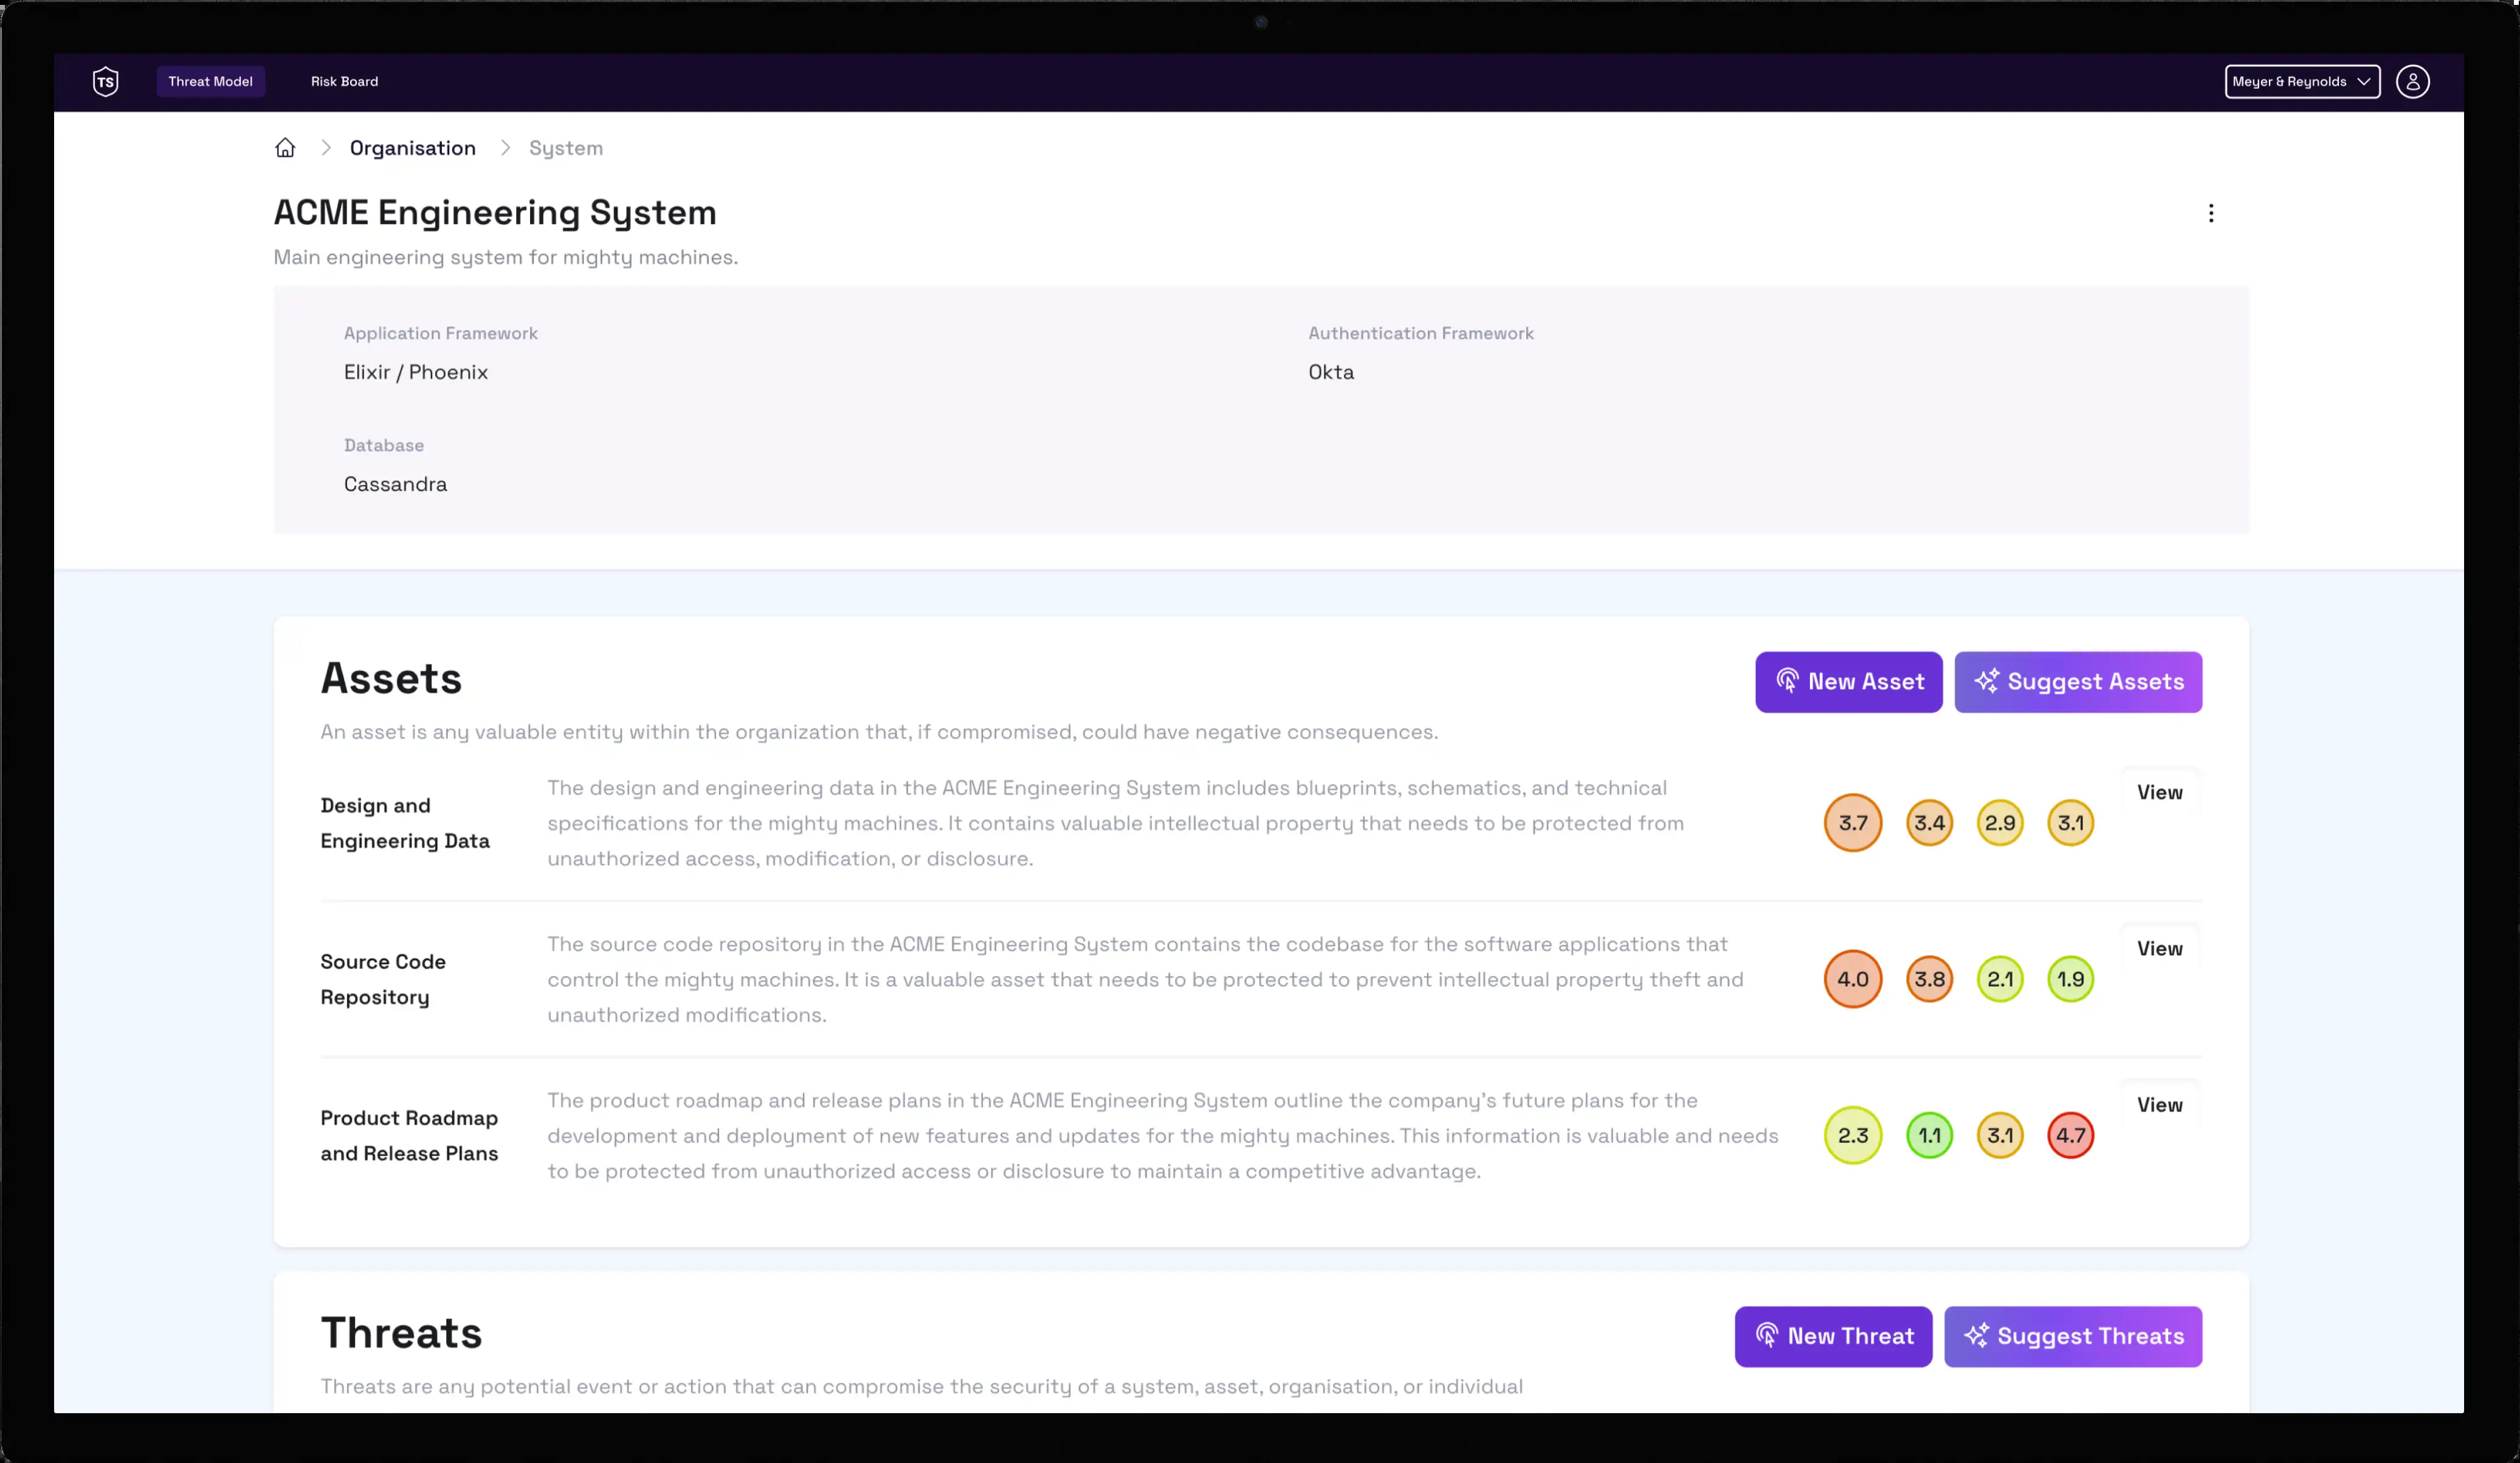 TS
Threat Model
Risk Board
Meyer & Reynolds
Organisation
System
ACME Engineering System
Main engineering system for mighty machines.
Application Framework
Authentication Framework
Elixir / Phoenix
Okta
Database
Cassandra
Assets
New Asset
Suggest Assets
An asset is any valuable entity within the organization that, if compromised, could have negative consequences.
Design and
Engineering Data
The design and engineering data in the ACME Engineering System includes blueprints, schematics, and technical
specifications for the mighty machines. It contains valuable intellectual property that needs to be protected from
unauthorized access, modification, or disclosure.
3.7 3.4 2.9 3.1
View
Source Code
Repository
The source code repository in the ACME Engineering System contains the codebase for the software applications that
control the mighty machines. It is a valuable asset that needs to be protected to prevent intellectual property theft and
unauthorized modifications.
4.0 3.8 2.1 1.9
View
Product Roadmap
and Release Plans
The product roadmap and release plans in the ACME Engineering System outline the company's future plans for the
development and deployment of new features and updates for the mighty machines. This information is valuable and needs
to be protected from unauthorized access or disclosure to maintain a competitive advantage.
2.3 1.1 3.1 4.7
View
Threats
New Threat
Suggest Threats
Threats are any potential event or action that can compromise the security of a system, asset, organisation, or individual